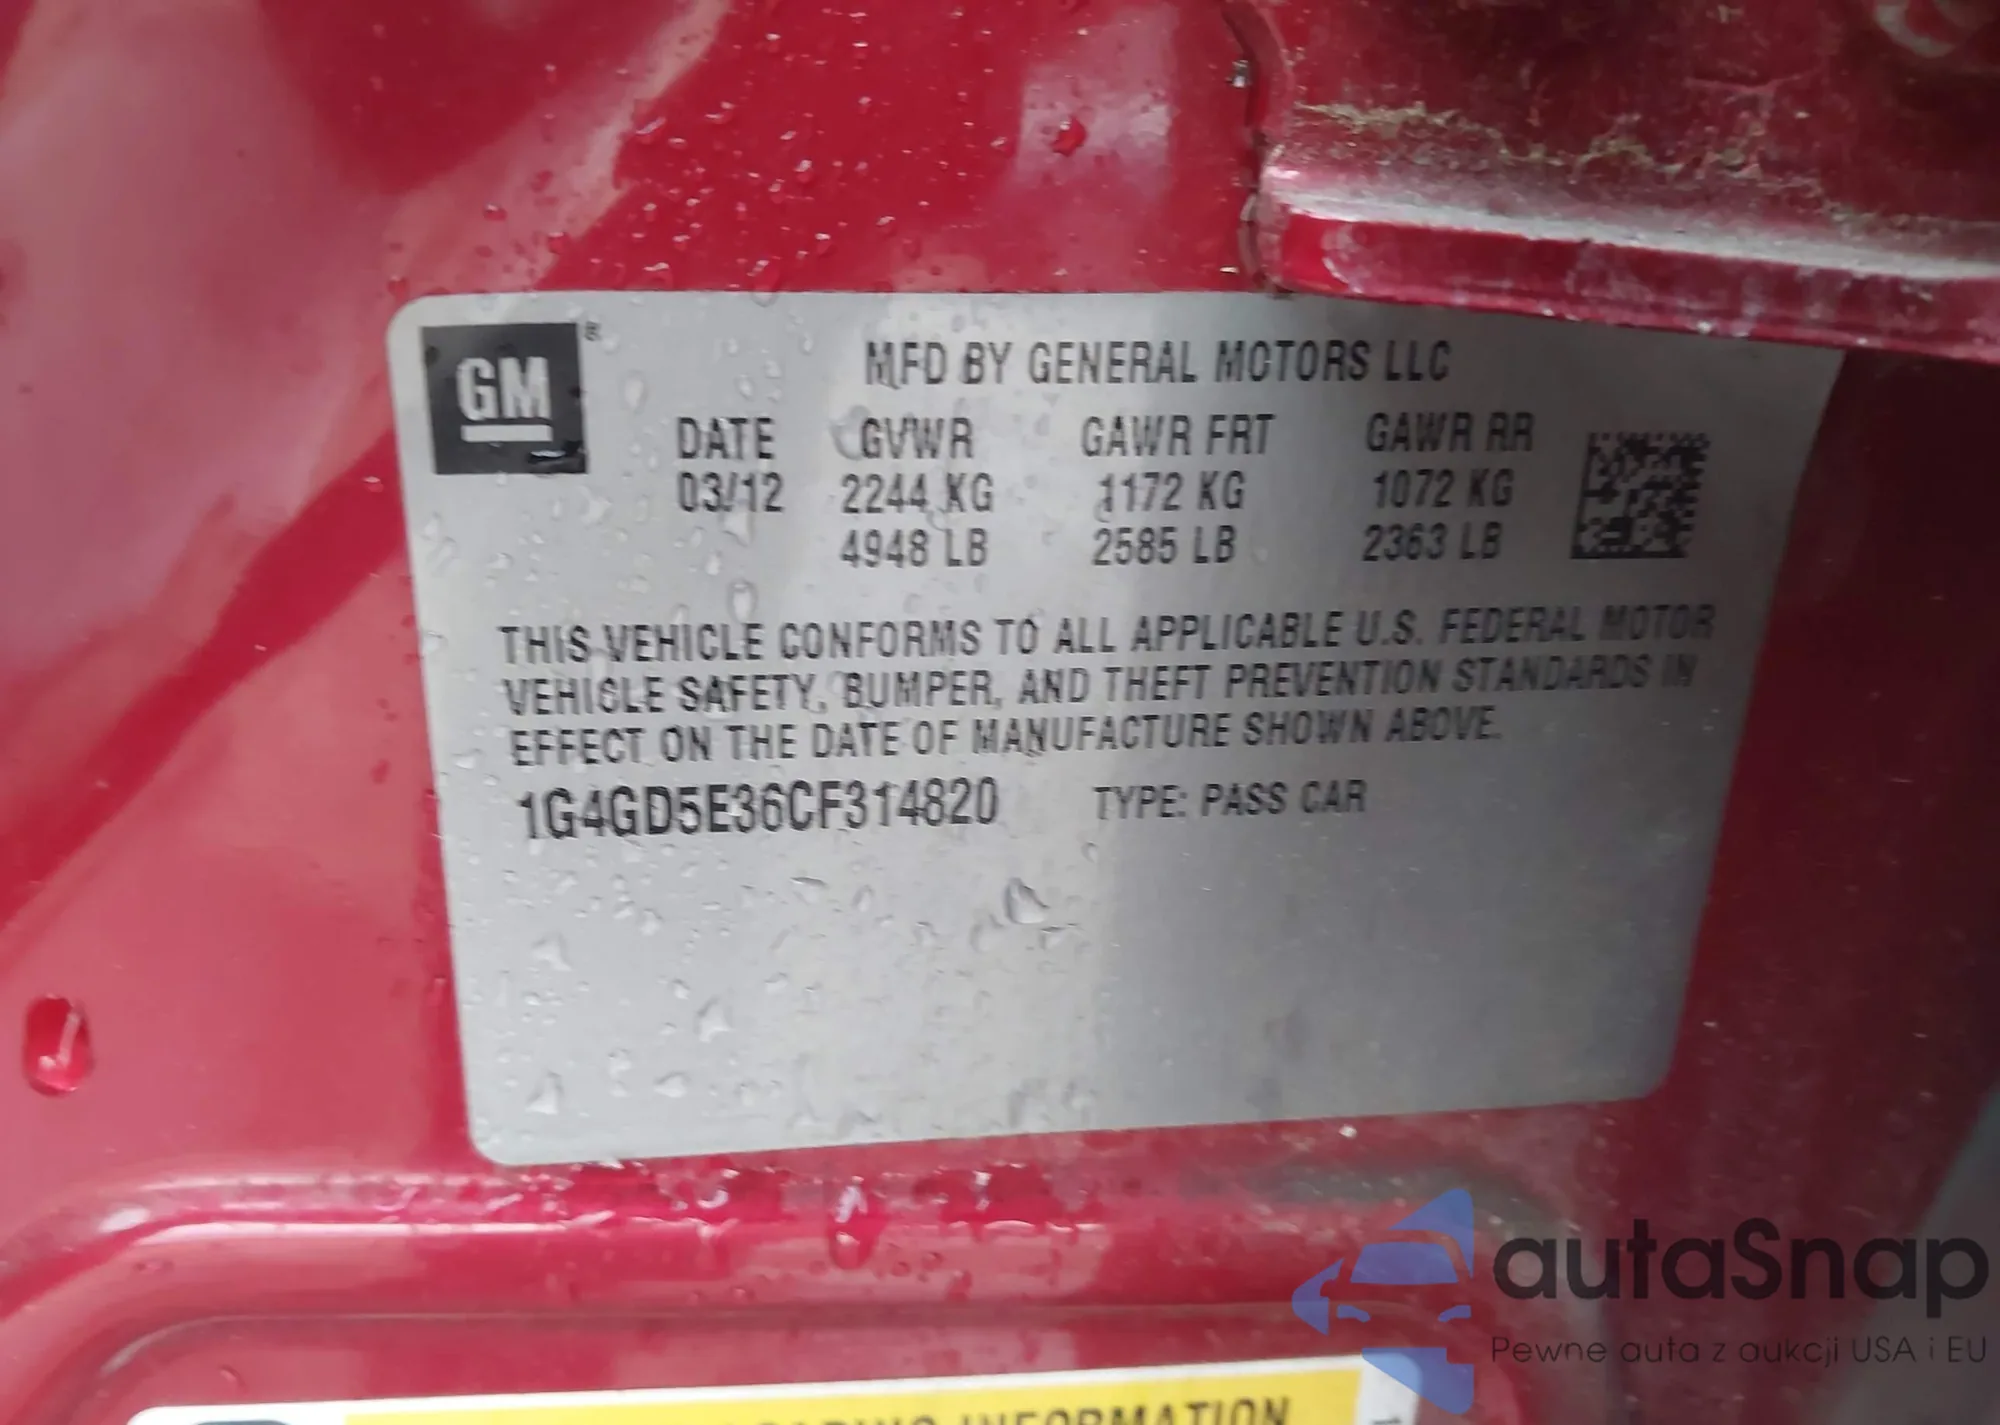 GM ®
MFD BY GENERAL MOTORS LLC
DATE GVWR GAWR FRT GAWR RR
03/12 2244 KG 1172 KG 1072 KG
4948 LB 2585 LB 2363 LB
THIS VEHICLE CONFORMS TO ALL APPLICABLE U.S. FEDERAL MOTOR
VEHICLE SAFETY, BUMPER, AND THEFT PREVENTION STANDARDS IN
EFFECT ON THE DATE OF MANUFACTURE SHOWN ABOVE.
1G4GD5E36CF314820 TYPE: PASS CAR
autaSnap
Pewne auta z aukcji USA i EU
LOADING INFORMATION